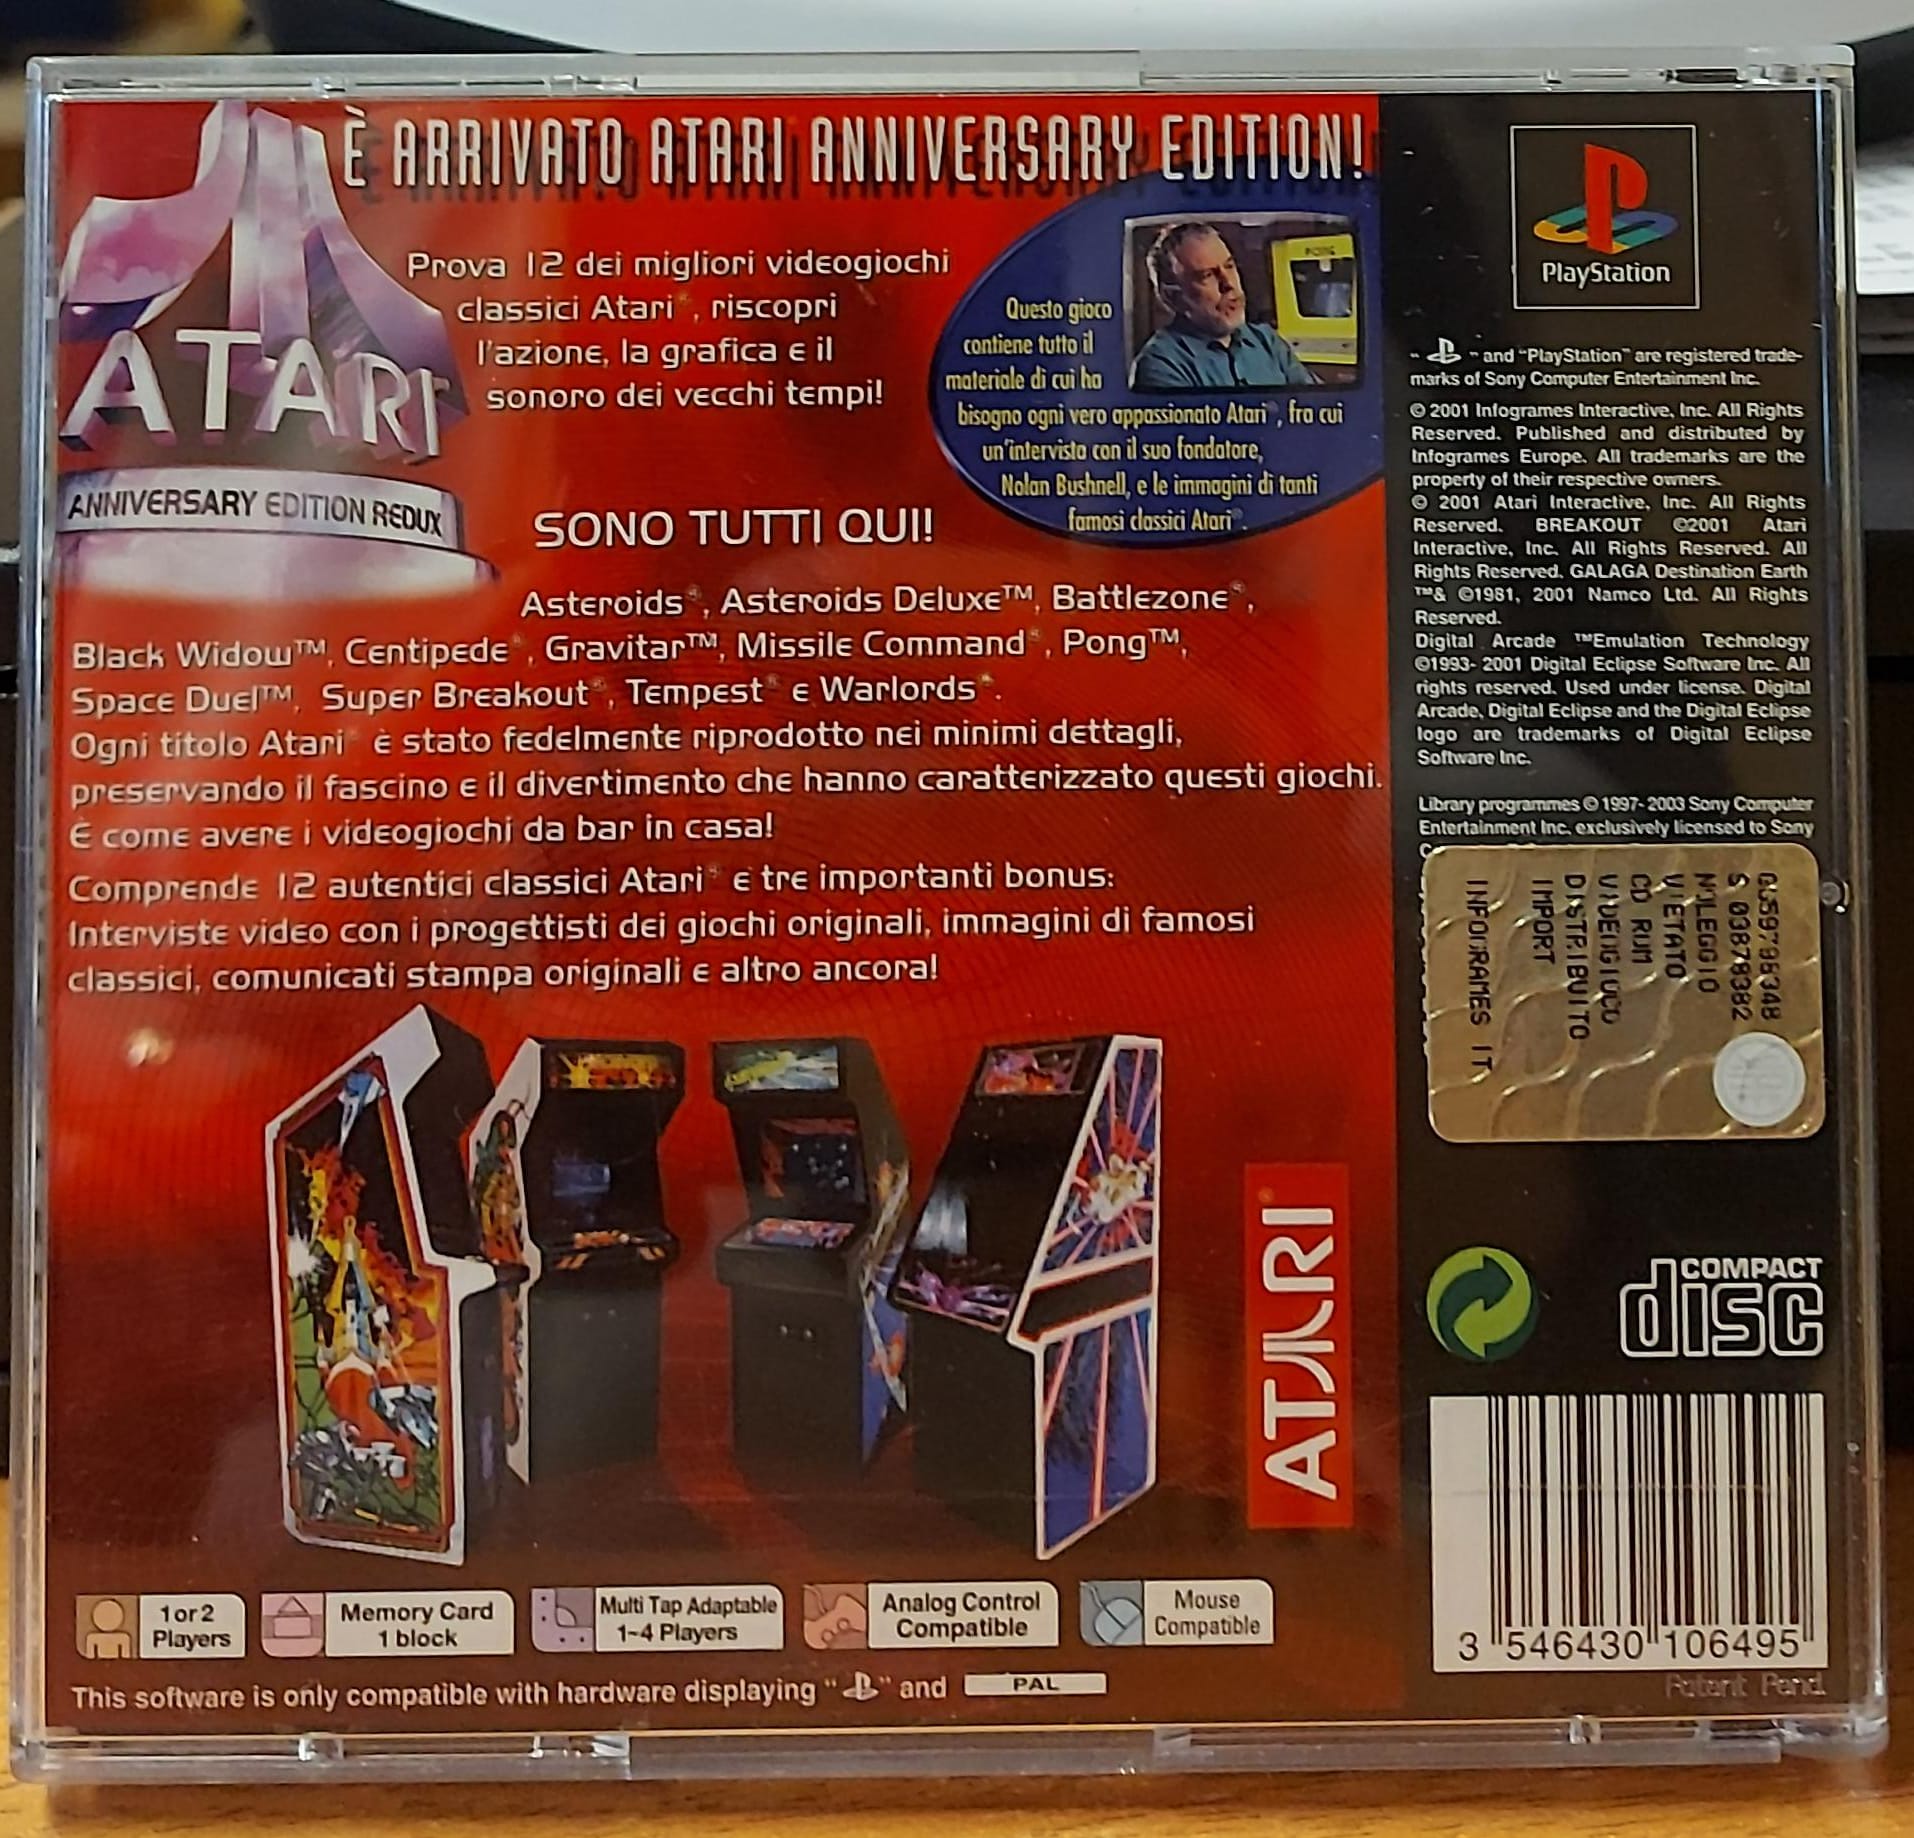 È ARRIVATO ATARI ANNIVERSARY EDITION!
ATARI
ANNIVERSARY EDITION REDUX
Prova 12 dei migliori videogiochi
classici Atari®, riscopri
l'azione, la grafica e il
sonoro dei vecchi tempi!
PONG
Questo gioco
contiene tutto il
materiale di cui ha
bisogno ogni vero appassionato Atari®, fra cui
un'intervista con il suo fondatore,
Nolan Bushnell, e le immagini di tanti
famosi classici Atari®.
SONO TUTTI QUI!
Asteroids®, Asteroids Deluxe™, Battlezone®,
Black Widow™, Centipede®, Gravitar™, Missile Command®, Pong™,
Space Duel™, Super Breakout®, Tempest® e Warlords®.
Ogni titolo Atari® è stato fedelmente riprodotto nei minimi dettagli,
preservando il fascino e il divertimento che hanno caratterizzato questi giochi.
È come avere i videogiochi da bar in casa!
Comprende 12 autentici classici Atari® e tre importanti bonus:
Interviste video con i progettisti dei giochi originali, immagini di famosi
classici, comunicati stampa originali e altro ancora!
ATARI®
1 or 2
Players
Memory Card
1 block
Multi Tap Adaptable
1~4 Players
Analog Control
Compatible
Mouse
Compatible
This software is only compatible with hardware displaying " " and PAL
PlayStation
" " and "PlayStation" are registered trade-
marks of Sony Computer Entertainment Inc.
© 2001 Infogrames Interactive, Inc. All Rights
Reserved. Published and distributed by
Infogrames Europe. All trademarks are the
property of their respective owners.
© 2001 Atari Interactive, Inc. All Rights
Reserved. BREAKOUT ©2001 Atari
Interactive, Inc. All Rights Reserved. All
Rights Reserved. GALAGA Destination Earth
™& ©1981, 2001 Namco Ltd. All Rights
Reserved.
Digital Arcade ™Emulation Technology
©1993- 2001 Digital Eclipse Software Inc. All
rights reserved. Used under license. Digital
Arcade, Digital Eclipse and the Digital Eclipse
logo are trademarks of Digital Eclipse
Software Inc.
Library programmes © 1997- 2003 Sony Computer
Entertainment Inc. exclusively licensed to Sony
S 03878382
NOLEGGIO
VIETATO
CD ROM
VIDEOGIOCO
DISTRIBUITO
IMPORT
INFOGRAMES IT
COMPACT
disc
3 546430 106495
Patent Pend.